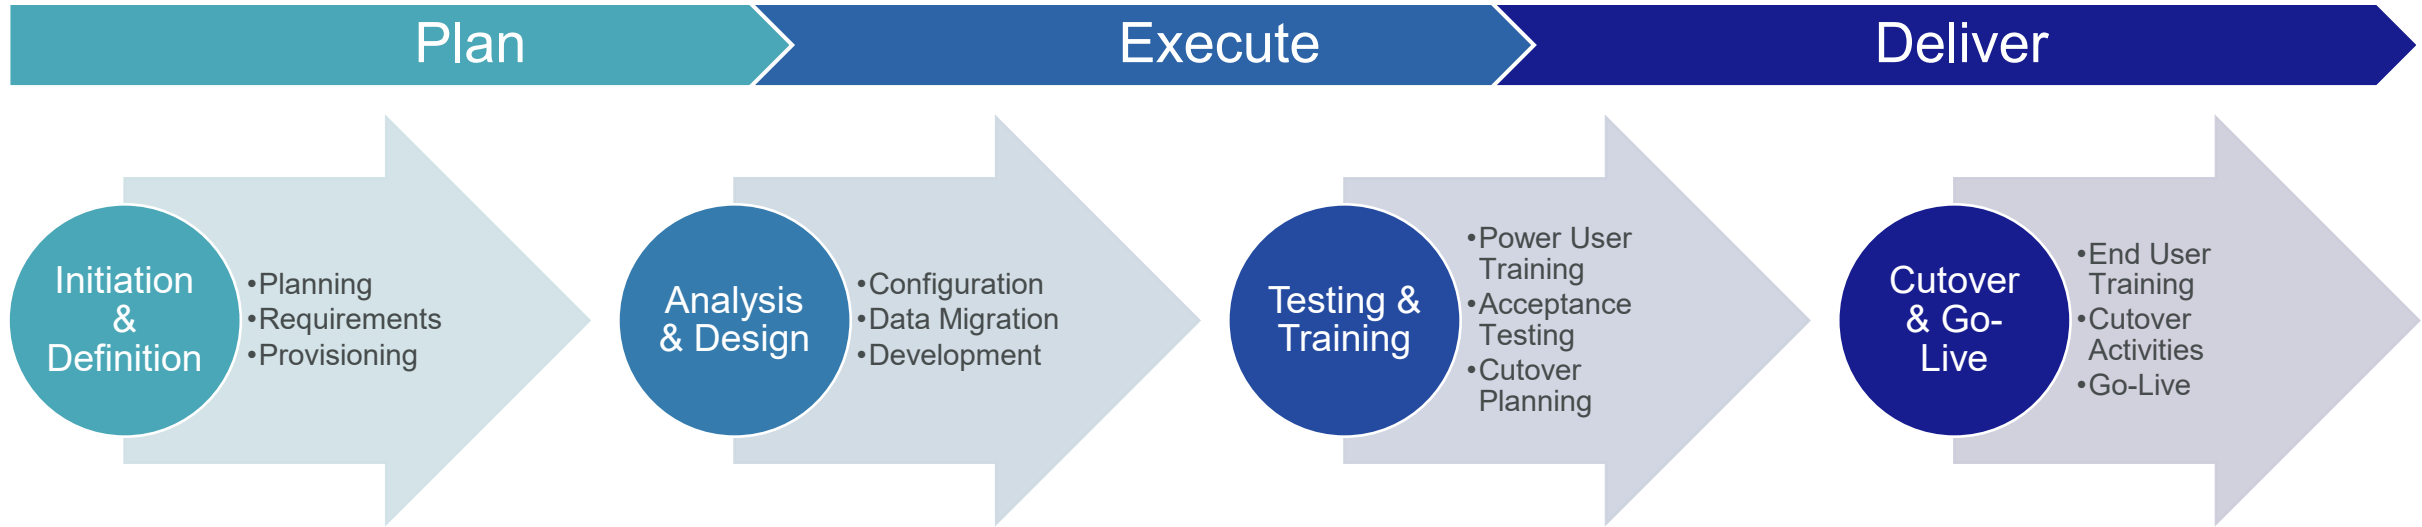 Plan
Execute
Deliver
Initiation
&
Definition
•Planning
•Requirements
•Provisioning
Analysis
& Design
•Configuration
•Data Migration
•Development
Testing &
Training
•Power User
Training
•Acceptance
Testing
•Cutover
Planning
Cutover
& Go-
Live
•End User
Training
•Cutover
Activities
•Go-Live